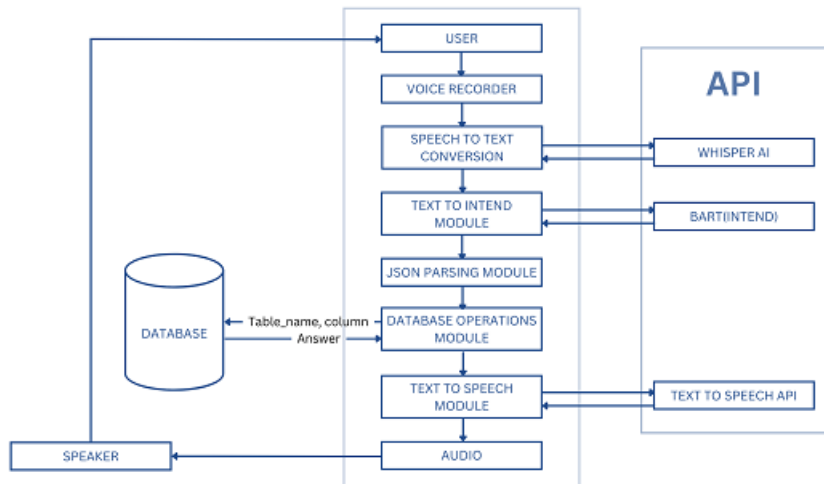 USER
VOICE RECORDER
API
SPEECH TO TEXT
CONVERSION
WHISPER AI
TEXT TO INTEND
MODULE
BART(INTEND)
JSON PARSING MODULE
DATABASE
Table_name, column
Answer
DATABASE OPERATIONS
MODULE
TEXT TO SPEECH
MODULE
TEXT TO SPEECH API
SPEAKER
AUDIO